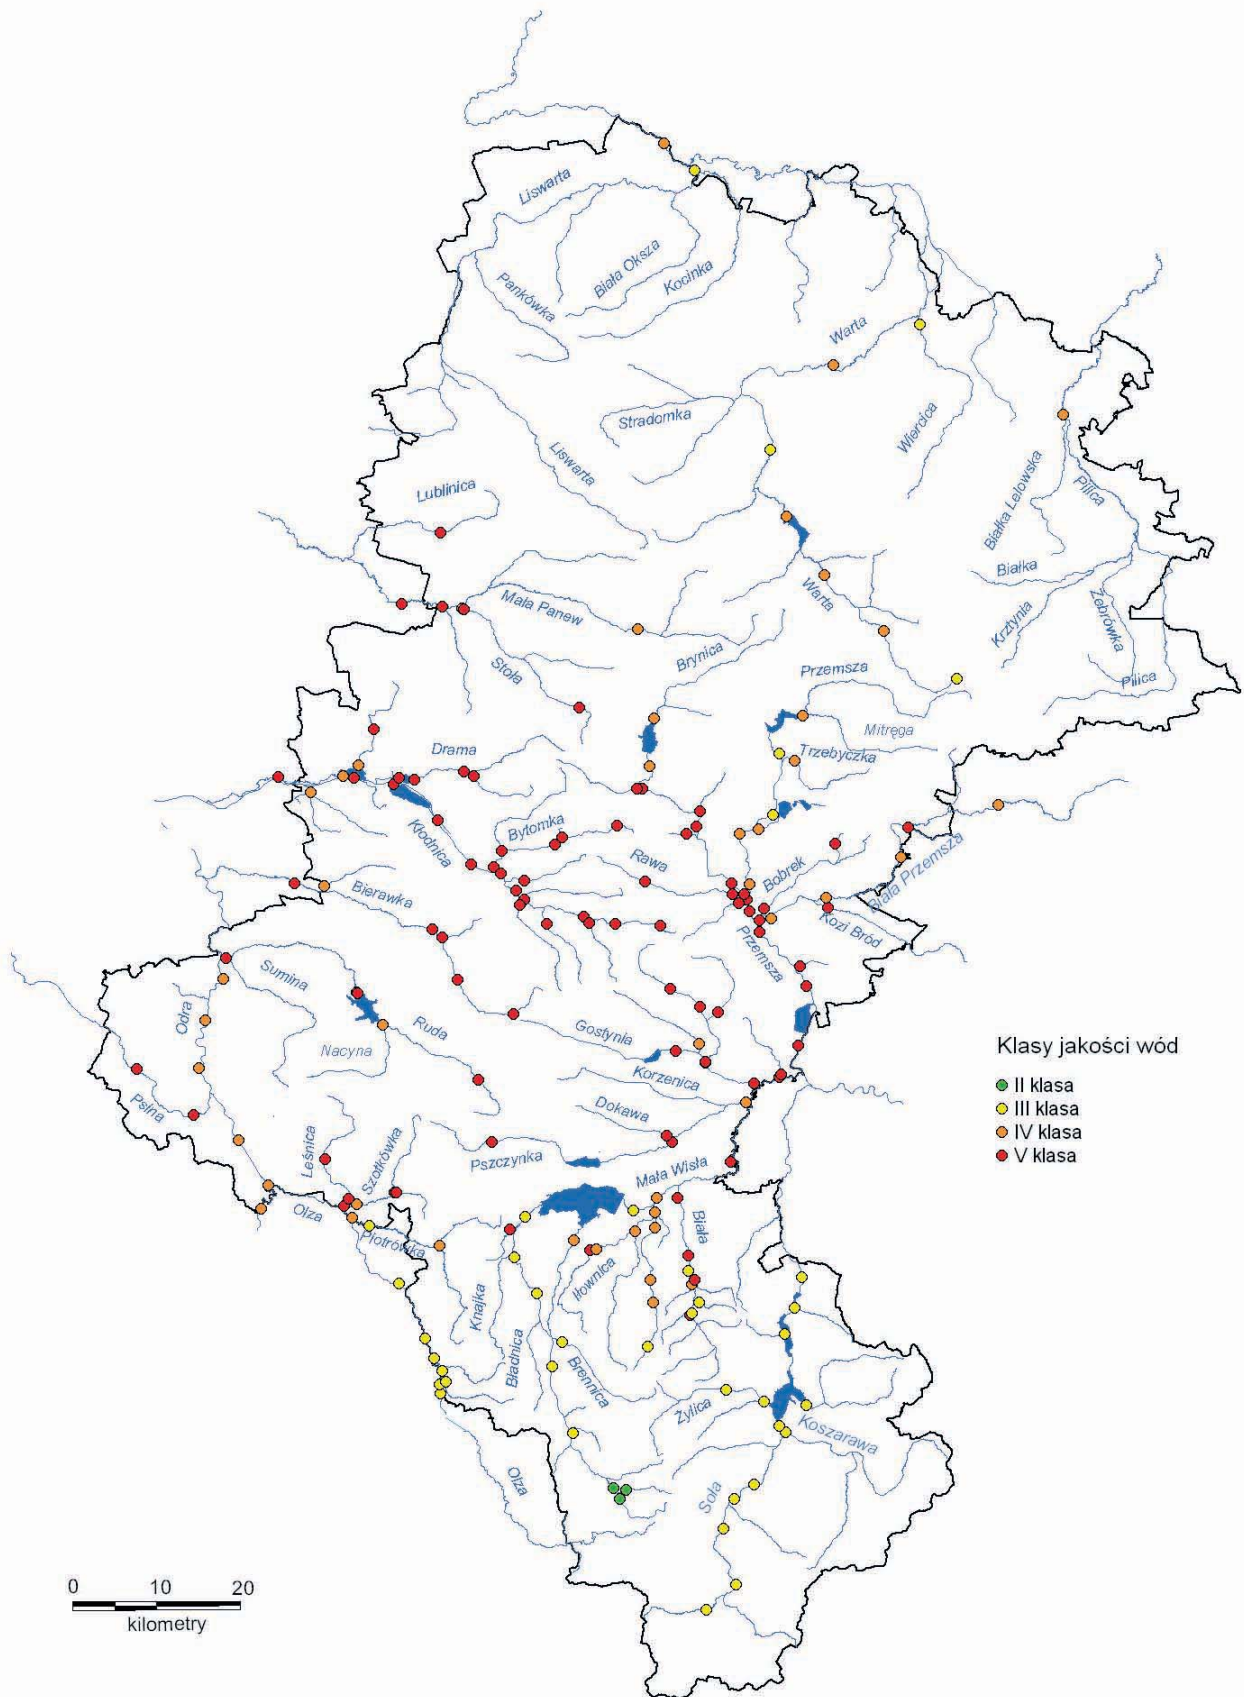 Liswarta
Biała Oksza
Kocinka
Pankówka
Warta
Stradomka
Wiercica
Liswarta
Lublinica
Białka Lelowska
Pilica
Białka
Mała Panew
Warta
Krztynia
Żebrówka
Brynica
Stoła
Przemsza
Pilica
Mitręga
Drama
Trzebyczka
Bytomka
Kłodnica
Rawa
Bobrek
Biała Przemsza
Bierawka
Kozi Bród
Przemsza
Sumina
Odra
Ruda
Gostynia
Nacyna
Korzenica
Klasy jakości wód
II klasa
III klasa
IV klasa
V klasa
Psina
Dokawa
Leśnica
Szotkówka
Pszczynka
Mała Wisła
Olza
Piotrówka
Biała
Iłownica
Knajka
Bładnica
Brennica
Żylica
Koszarawa
Olza
Soła
0 10 20
kilometry